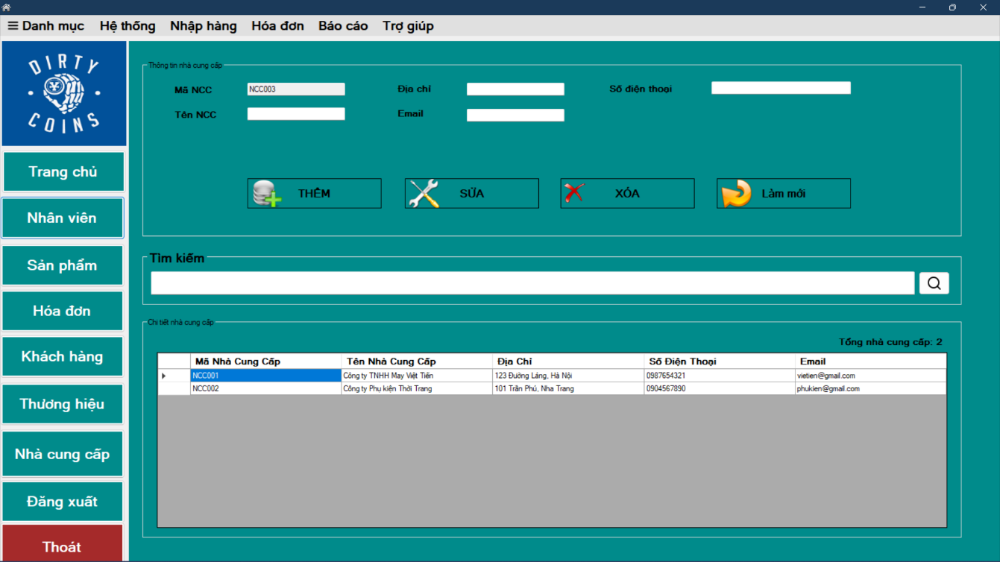 Danh mục Hệ thống Nhập hàng Hóa đơn Báo cáo Trợ giúp
DIRTY
COINS
Trang chủ
Nhân viên
Sản phẩm
Hóa đơn
Khách hàng
Thương hiệu
Nhà cung cấp
Đăng xuất
Thoát
Thông tin nhà cung cấp
Mã NCC NCC003 Địa chỉ Số điện thoại
Tên NCC Email
THÊM SỬA XÓA Làm mới
Tìm kiếm
Chi tiết nhà cung cấp
Tổng nhà cung cấp: 2
Mã Nhà Cung Cấp Tên Nhà Cung Cấp Địa Chỉ Số Điện Thoại Email
NCC001 Công ty TNHH May Việt Tiến 123 Đường Láng, Hà Nội 0987654321 vietien@gmail.com
NCC002 Công ty Phụ kiện Thời Trang 101 Trần Phú, Nha Trang 0904567890 phukien@gmail.com